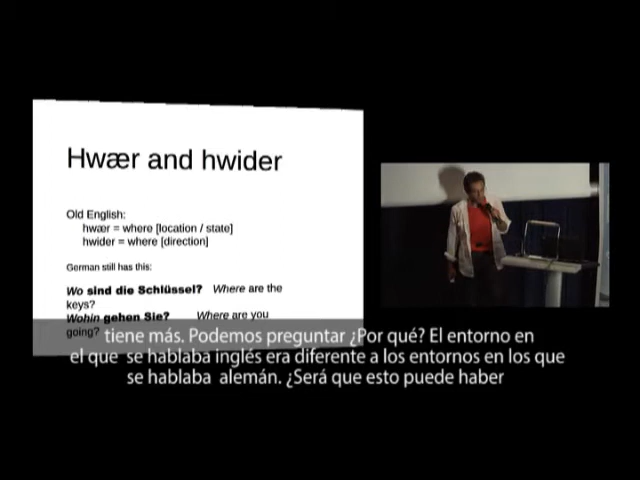 Hwær and hwider
Old English:
hwær = where [location / state]
hwider = where [direction]
German still has this:
Wo sind die Schlüssel? Where are the
keys?
Wohin gehen Sie? Where are you
going?
tiene más. Podemos preguntar ¿Por qué? El entorno en
el que se hablaba inglés era diferente a los entornos en los que
se hablaba alemán. ¿Será que esto puede haber